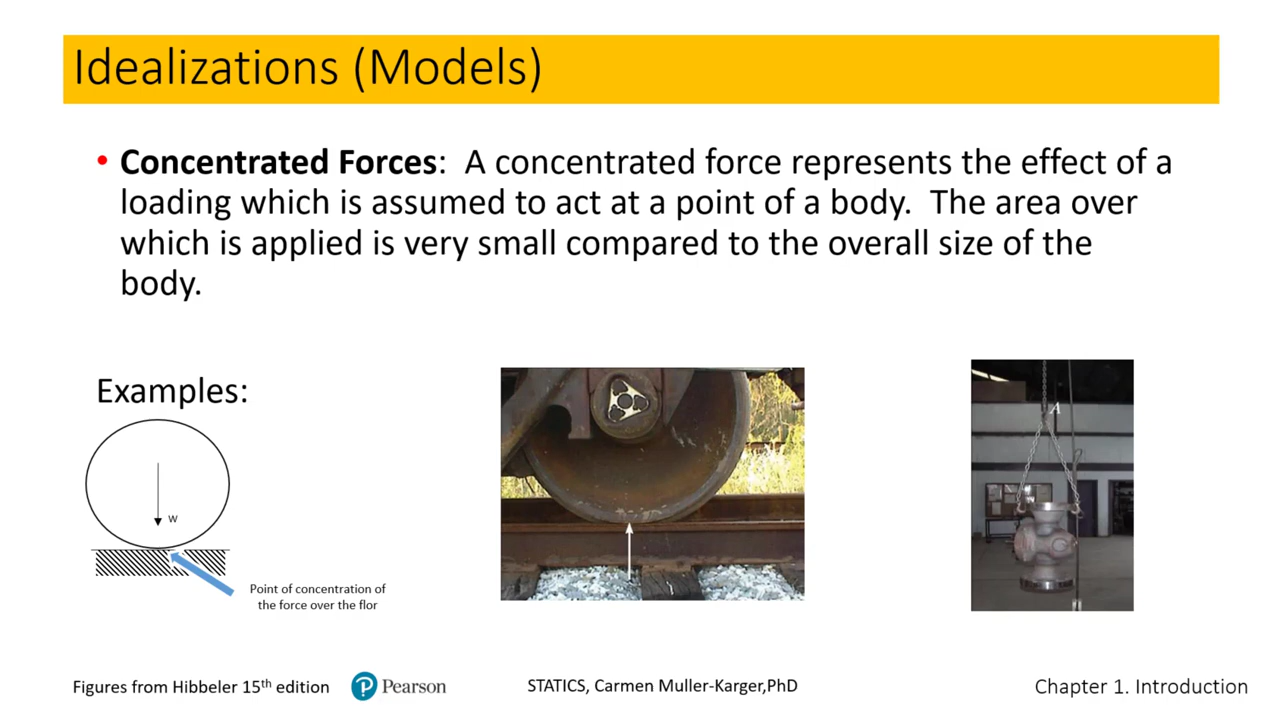 Idealizations (Models)
• Concentrated Forces:  A concentrated force represents the effect of a
loading which is assumed to act at a point of a body.  The area over
which is applied is very small compared to the overall size of the
body.
Examples:
W
Point of concentration of
the force over the flor
A
Figures from Hibbeler 15th edition
Pearson
STATICS, Carmen Muller-Karger,PhD
Chapter 1. Introduction